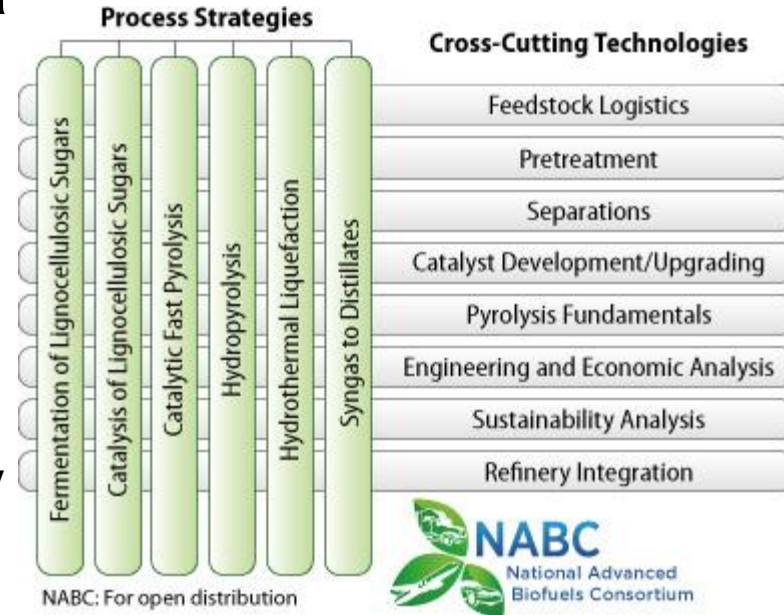 Process Strategies
Cross-Cutting Technologies
Fermentation of Lignocellulosic Sugars
Catalysis of Lignocellulosic Sugars
Catalytic Fast Pyrolysis
Hydropyrolysis
Hydrothermal Liquefaction
Syngas to Distillates
Feedstock Logistics
Pretreatment
Separations
Catalyst Development/Upgrading
Pyrolysis Fundamentals
Engineering and Economic Analysis
Sustainability Analysis
Refinery Integration
NABC
National Advanced
Biofuels Consortium
NABC: For open distribution